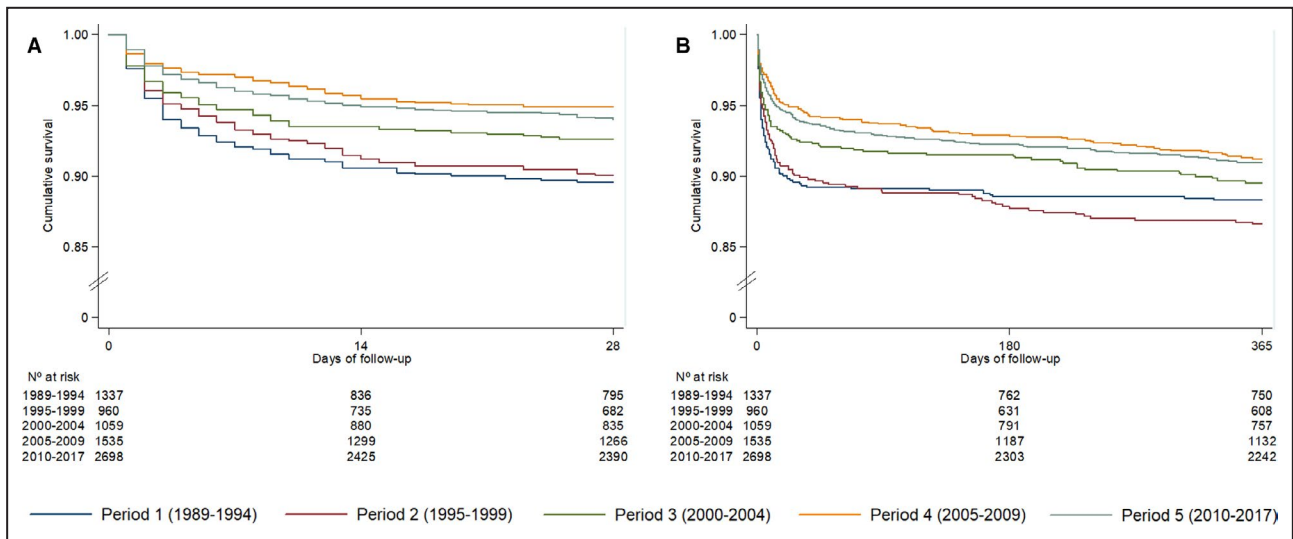 A
1.00
0.95
0.90
0.85
0
Cumulative survival
0 14 28
Days of follow-up
Nº at risk
1989-1994 1337 836 795
1995-1999 960 735 682
2000-2004 1059 880 835
2005-2009 1535 1299 1266
2010-2017 2698 2425 2390
B
1.00
0.95
0.90
0.85
0
Cumulative survival
0 180 365
Days of follow-up
Nº at risk
1989-1994 1337 762 750
1995-1999 960 631 608
2000-2004 1059 791 757
2005-2009 1535 1187 1132
2010-2017 2698 2303 2242
Period 1 (1989-1994) Period 2 (1995-1999) Period 3 (2000-2004) Period 4 (2005-2009) Period 5 (2010-2017)